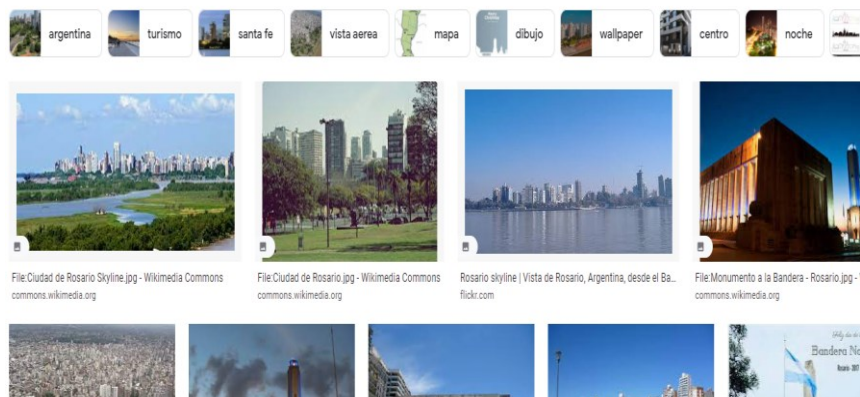 argentina
turismo
santa fe
vista aerea
mapa
dibujo
wallpaper
centro
noche
File:Ciudad de Rosario Skyline.jpg - Wikimedia Commons
commons.wikimedia.org
File:Ciudad de Rosario.jpg - Wikimedia Commons
commons.wikimedia.org
Rosario skyline | Vista de Rosario, Argentina, desde el Ba...
flickr.com
File:Monumento a la Bandera - Rosario.jpg -
commons.wikimedia.org
Bandera